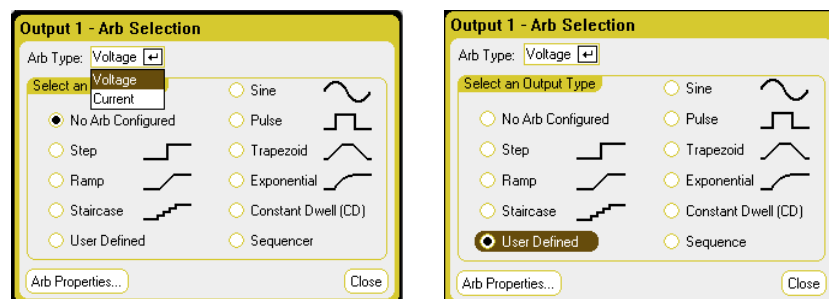 Output 1 - Arb Selection
Arb Type: Voltage
Voltage
Current
Select an
No Arb Configured
Step
Ramp
Staircase
User Defined
Sine
Pulse
Trapezoid
Exponential
Constant Dwell (CD)
Sequencer
Arb Properties...
Close
Output 1 - Arb Selection
Arb Type: Voltage
Select an Output Type
No Arb Configured
Step
Ramp
Staircase
User Defined
Sine
Pulse
Trapezoid
Exponential
Constant Dwell (CD)
Sequence
Arb Properties...
Close